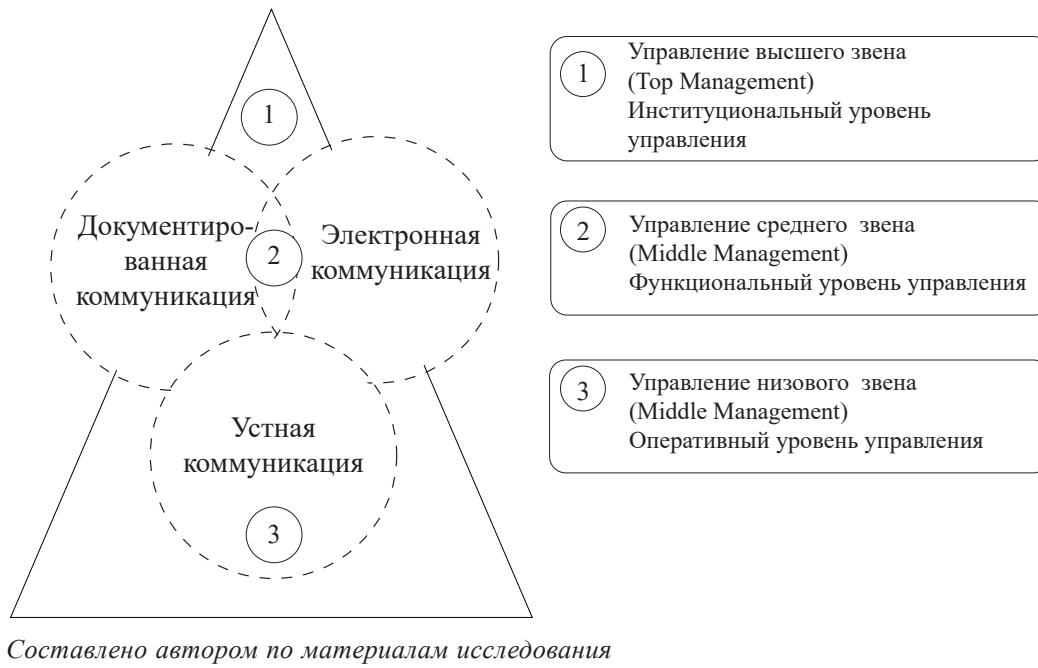 1
Документиро-
ванная
коммуникация
2
Электронная
коммуникация
Устная
коммуникация
3
1
Управление высшего звена
(Top Management)
Институциональный уровень
управления
2
Управление среднего звена
(Middle Management)
Функциональный уровень управления
3
Управление низового звена
(Middle Management)
Оперативный уровень управления
Составлено автором по материалам исследования